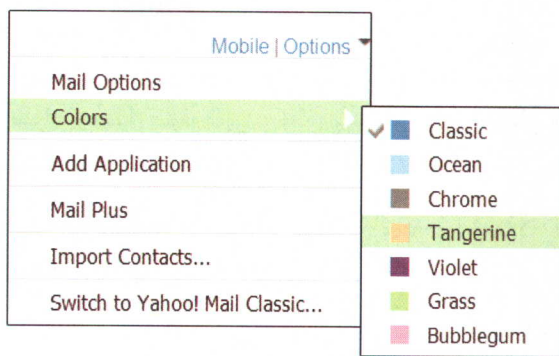 Mobile | Options
Mail Options
Colors
Add Application
Mail Plus
Import Contacts...
Switch to Yahoo! Mail Classic...
Classic
Ocean
Chrome
Tangerine
Violet
Grass
Bubblegum